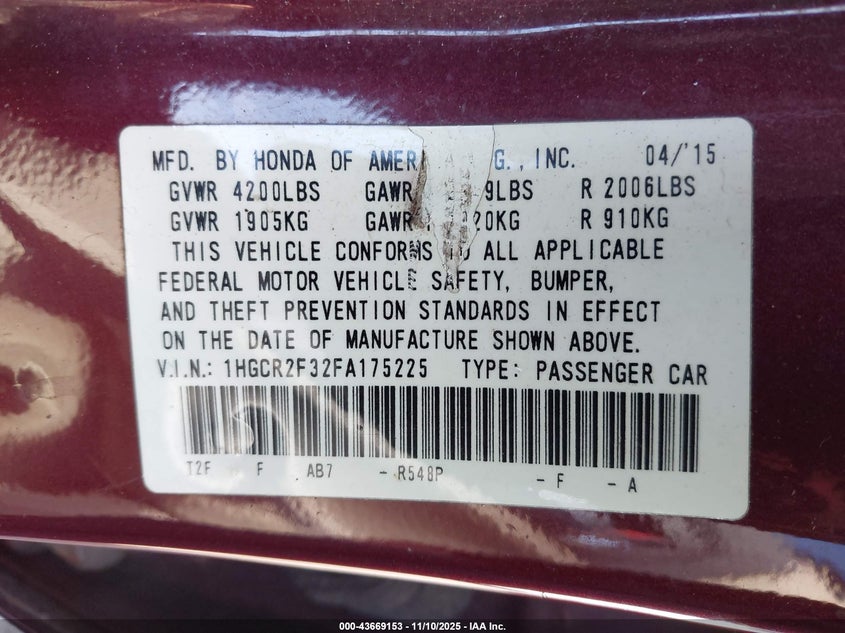 MFD. BY HONDA OF AMER G., INC. 04/'15
GVWR 4200LBS GAWR 9LBS R 2006LBS
GVWR 1905KG GAWR 20KG R 910KG
THIS VEHICLE CONFORMS TO ALL APPLICABLE
FEDERAL MOTOR VEHICLE SAFETY, BUMPER,
AND THEFT PREVENTION STANDARDS IN EFFECT
ON THE DATE OF MANUFACTURE SHOWN ABOVE.
V.I.N.: 1HGCR2F32FA175225 TYPE: PASSENGER CAR
T2F F AB7 - R548P - F - A
000-43669153 - 11/10/2025 - IAA Inc.